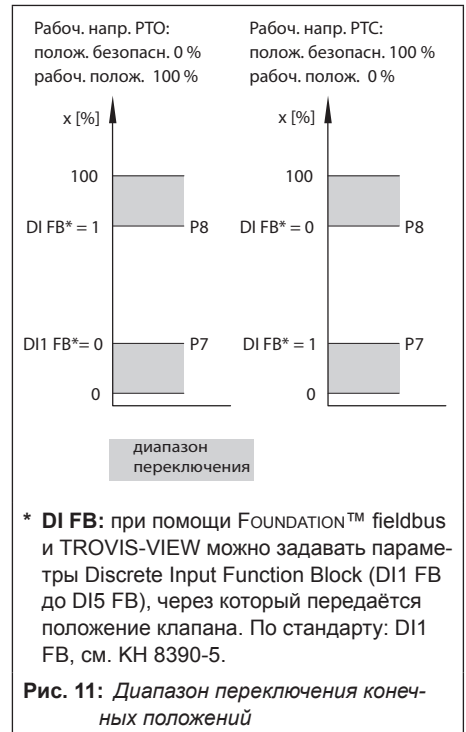 Рабоч. напр. PTO:
полож. безопасн. 0 %
рабоч. полож. 100 %
Рабоч. напр. PTC:
полож. безопасн. 100 %
рабоч. полож. 0 %
x [%]
100
DI FB* = 1
P8
DI1 FB*= 0
P7
0
x [%]
100
DI FB* = 0
P8
DI FB* = 1
P7
0
диапазон
переключения
* DI FB: при помощи FOUNDATION™ fieldbus
и TROVIS-VIEW можно задавать параме-
тры Discrete Input Function Block (DI1 FB
до DI5 FB), через который передаётся
положение клапана. По стандарту: DI1
FB, см. KH 8390-5.
Рис. 11: Диапазон переключения конеч-
ных положений